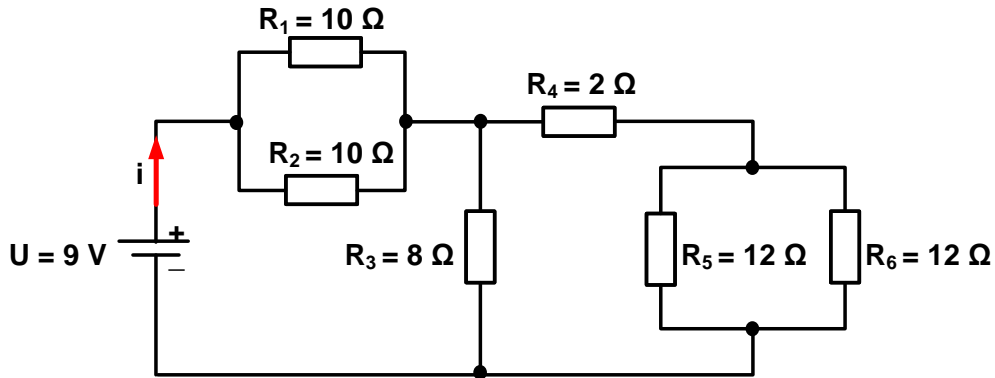 R₁ = 10 Ω
R₄ = 2 Ω
R₂ = 10 Ω
i
U = 9 V
+
_
R₃ = 8 Ω
R₅ = 12 Ω
R₆ = 12 Ω